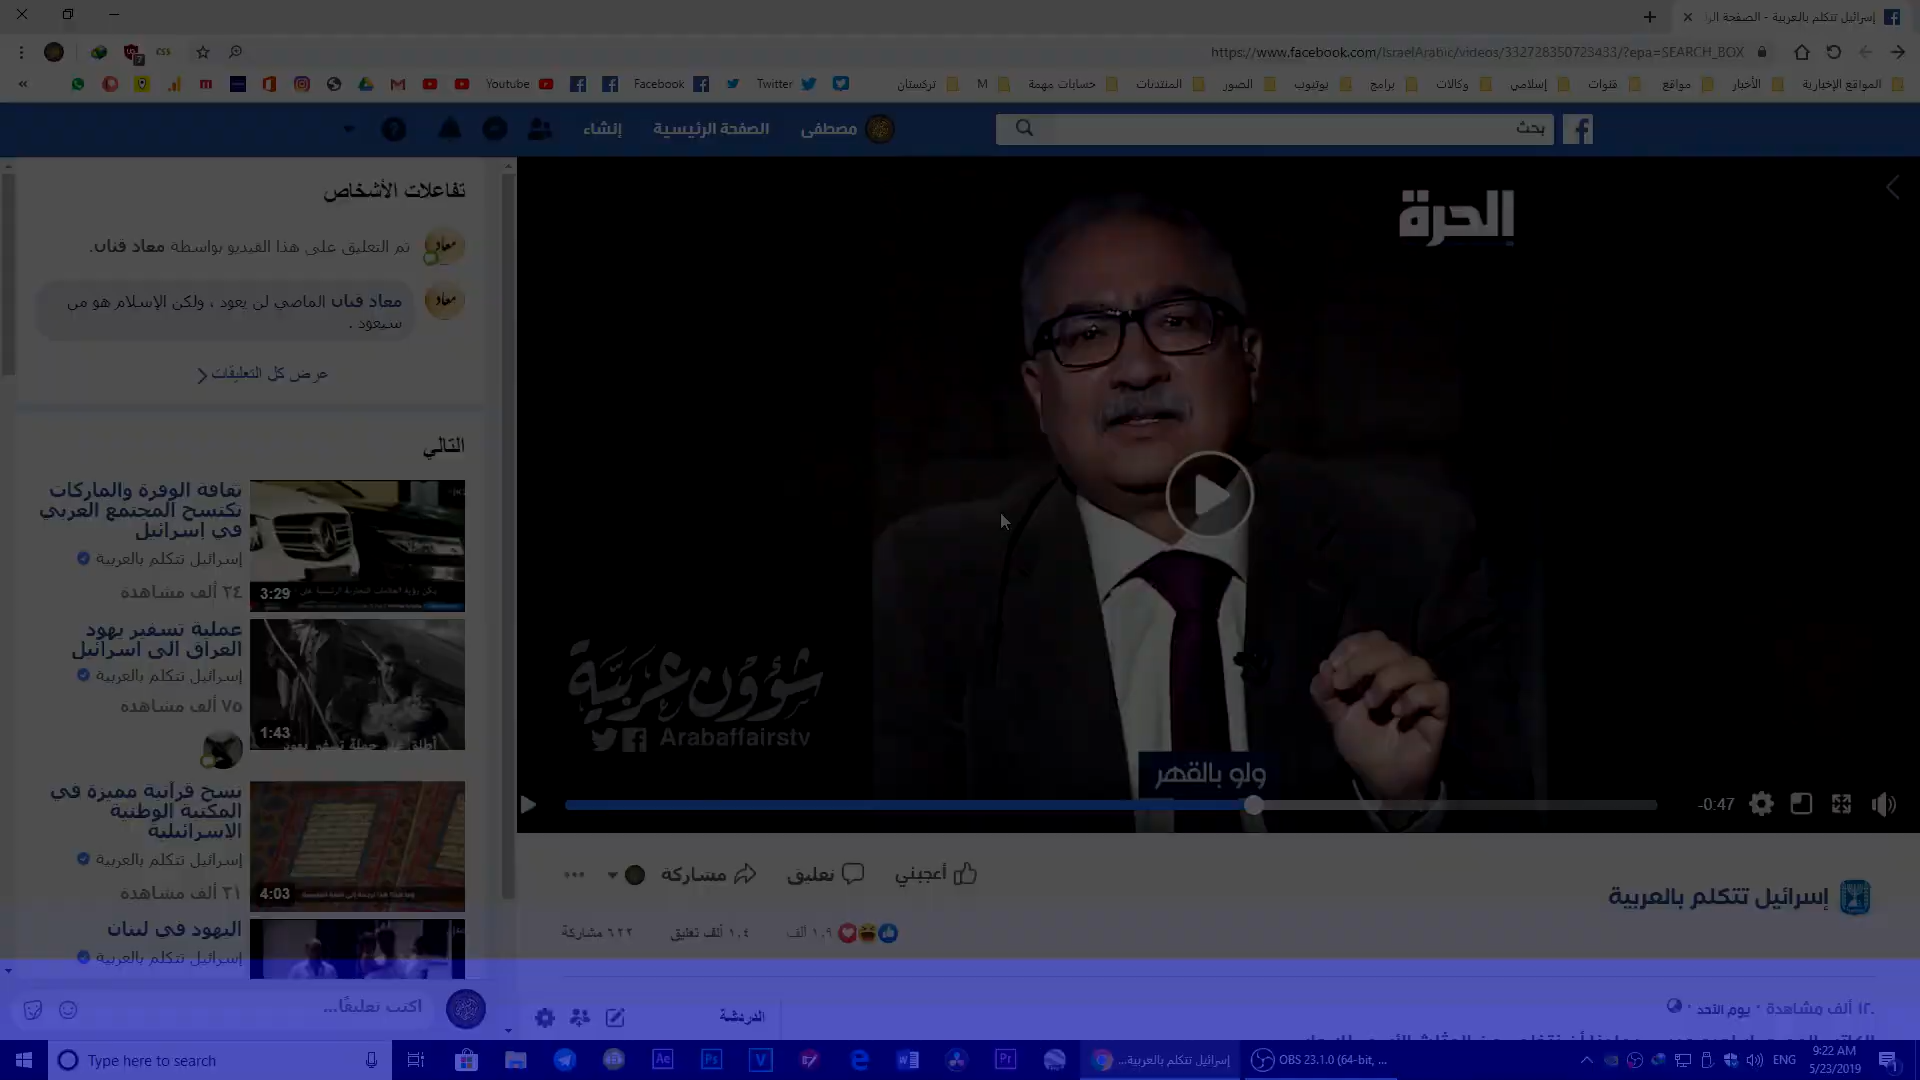 إسرائيل تتكلم بالعربية - الصفحة الر
https://www.facebook.com/IsraelArabic/videos/332728350723433/?epa=SEARCH_BOX
المواقع الإخبارية
الأخبار
مواقع
قنوات
إسلامي
وكالات
برامج
يوتيوب
الصور
المنتديات
حسابات مهمة
M
تركستان
Twitter
Facebook
Youtube
بحث
مصطفى
الصفحة الرئيسية
إنشاء
تفاعلات الأشخاص
تم التعليق على هذا الفيديو بواسطة معاد فنان.
معاد فنان الماضي لن يعود ، ولكن الإسلام هو من
سيعود .
عرض كل التعليقات
التالي
ثقافة الوفرة والماركات
تكتسح المجتمع العربي
في إسرائيل
إسرائيل تتكلم بالعربية
٢٤ ألف مشاهدة
3:29
عملية تسفير يهود
العراق الى اسرائيل
إسرائيل تتكلم بالعربية
٧٥ ألف مشاهدة
1:43
نسخ قرآنية مميزة في
المكتبة الوطنية
الاسرائيلية
إسرائيل تتكلم بالعربية
٢١ ألف مشاهدة
4:03
اليهود في لبنان
إسرائيل تتكلم بالعربية
اكتب تعليقًا...
الحرة
شؤون عربية
Arabaffairstv
ولو بالقهر
-0:47
أعجبني
تعليق
مشاركة
إسرائيل تتكلم بالعربية
١.٩ ألف
١.٤ ألف تعليق
٦٢٢ مشاركة
يوم الأحد
الدردشة
Type here to search
إسرائيل تتكلم بالعربية...
OBS 23.1.0 (64-bit, ...
ENG
9:22 AM
5/23/2019